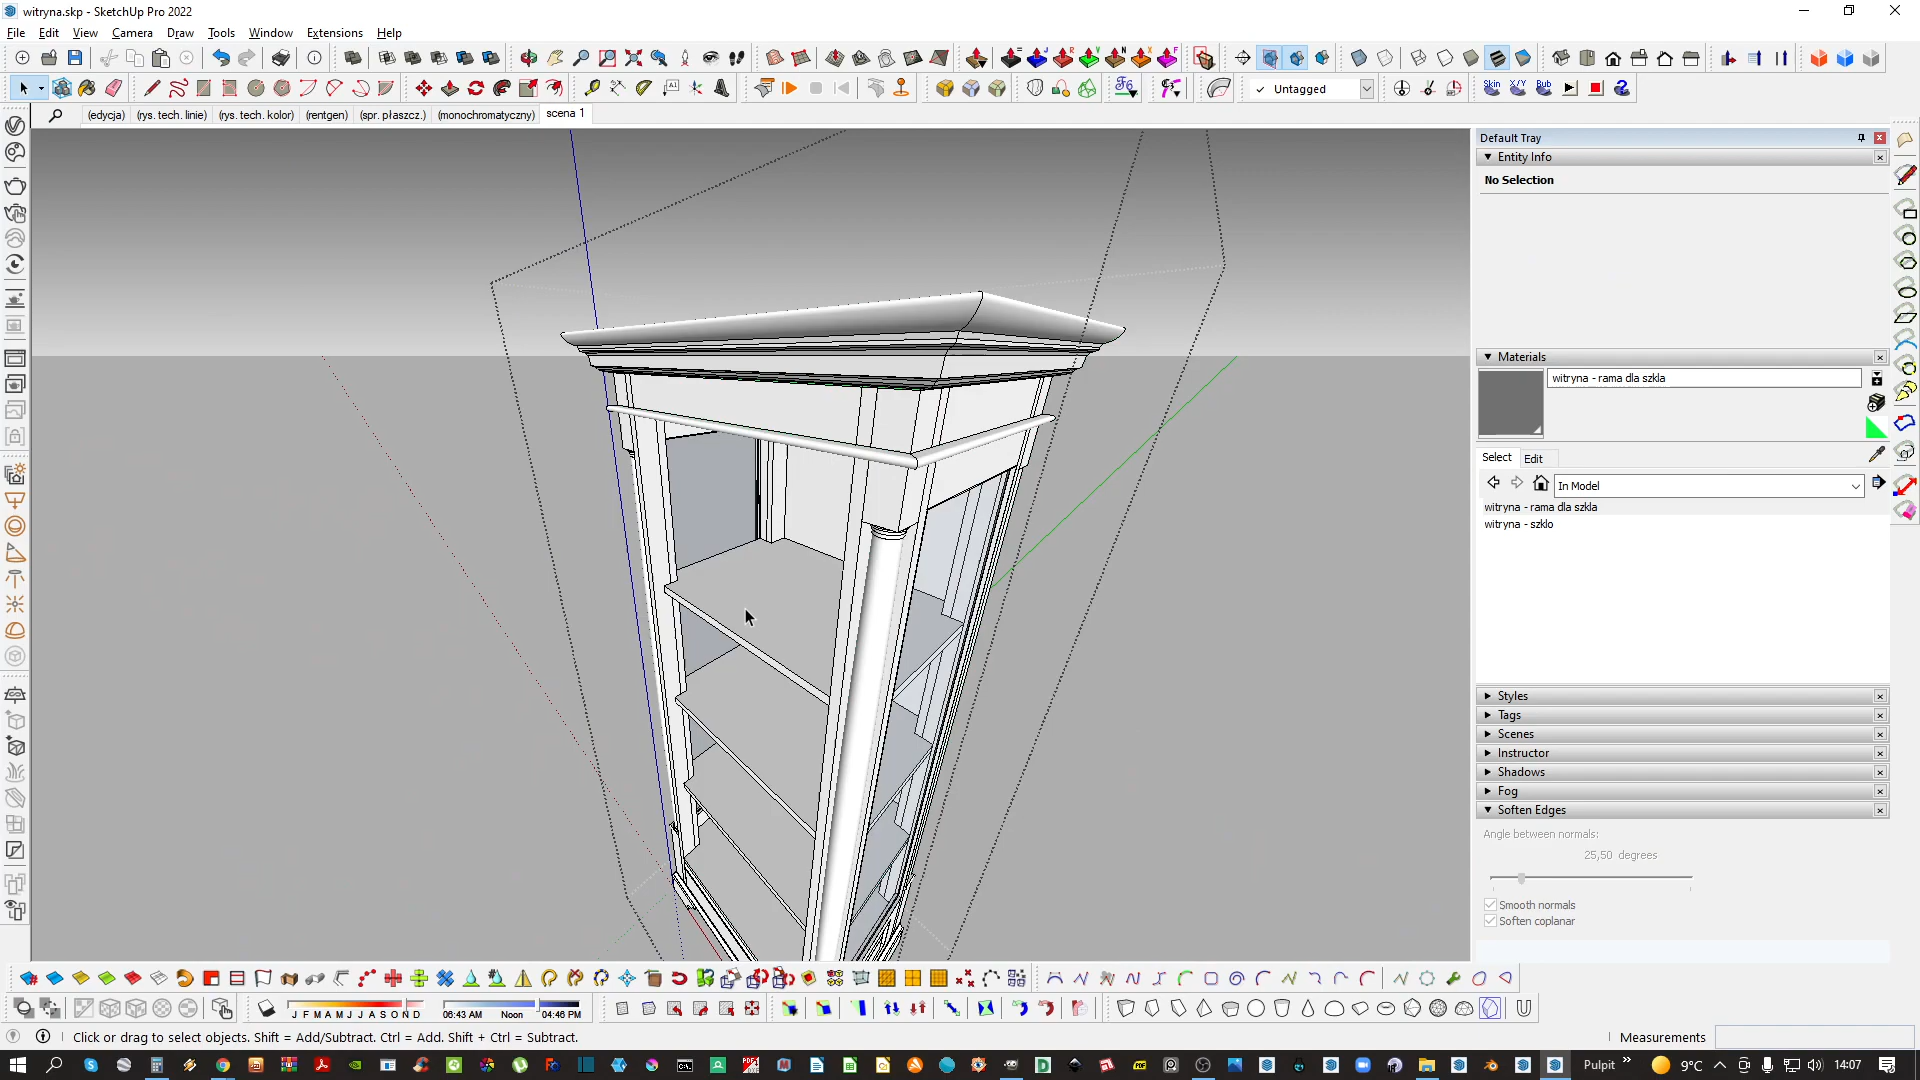 witryna.skp - SketchUp Pro 2022
File Edit View Camera Draw Tools Window Extensions Help
Untagged
Skin X/Y Bub
(edycja) (rys. tech. linie) (rys. tech. kolor) (rentgen) (spr. płaszcz.) (monochromatyczny) scena 1
Default Tray
Entity Info
No Selection
Materials
witryna - rama dla szkla
Select Edit
In Model
witryna - rama dla szkla
witryna - szklo
Styles
Tags
Scenes
Instructor
Shadows
Fog
Soften Edges
Angle between normals:
25,50 degrees
Smooth normals
Soften coplanar
J F M A M J J A S O N D 06:43 AM Noon 04:46 PM
Click or drag to select objects. Shift = Add/Subtract. Ctrl = Add. Shift + Ctrl = Subtract.
Measurements
Pulpit 9°C 14:07